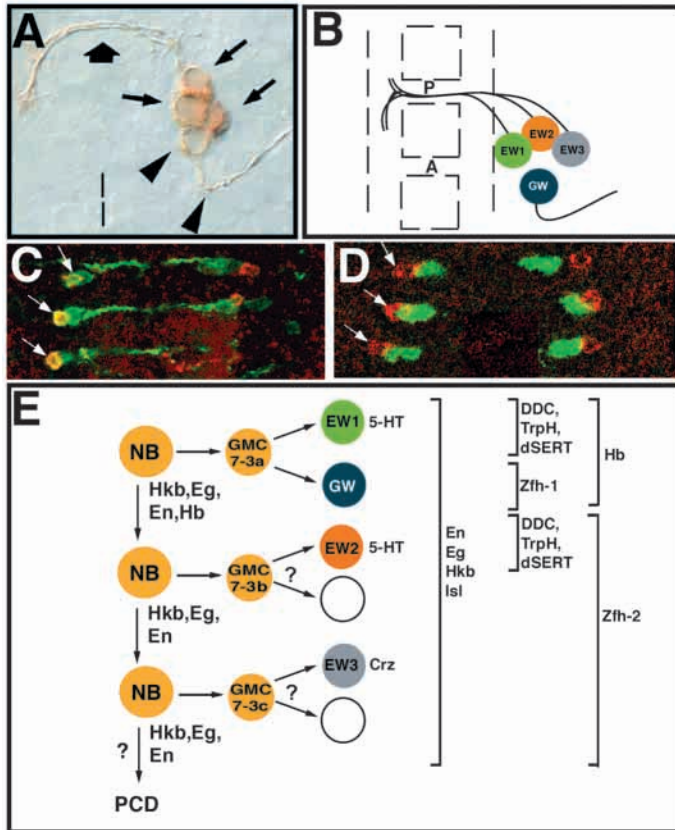 A
B
P
A
EW1
EW2
EW3
GW
C
D
E
NB
GMC
7-3a
EW1 5-HT
GW
Hkb,Eg,
En,Hb
NB
GMC
7-3b
EW2 5-HT
?
Hkb,Eg,
En
NB
GMC
7-3c
EW3 Crz
?
?
Hkb,Eg,
En
PCD
En
Eg
Hkb
Isl
DDC,
TrpH,
dSERT
Zfh-1
DDC,
TrpH,
dSERT
Hb
Zfh-2